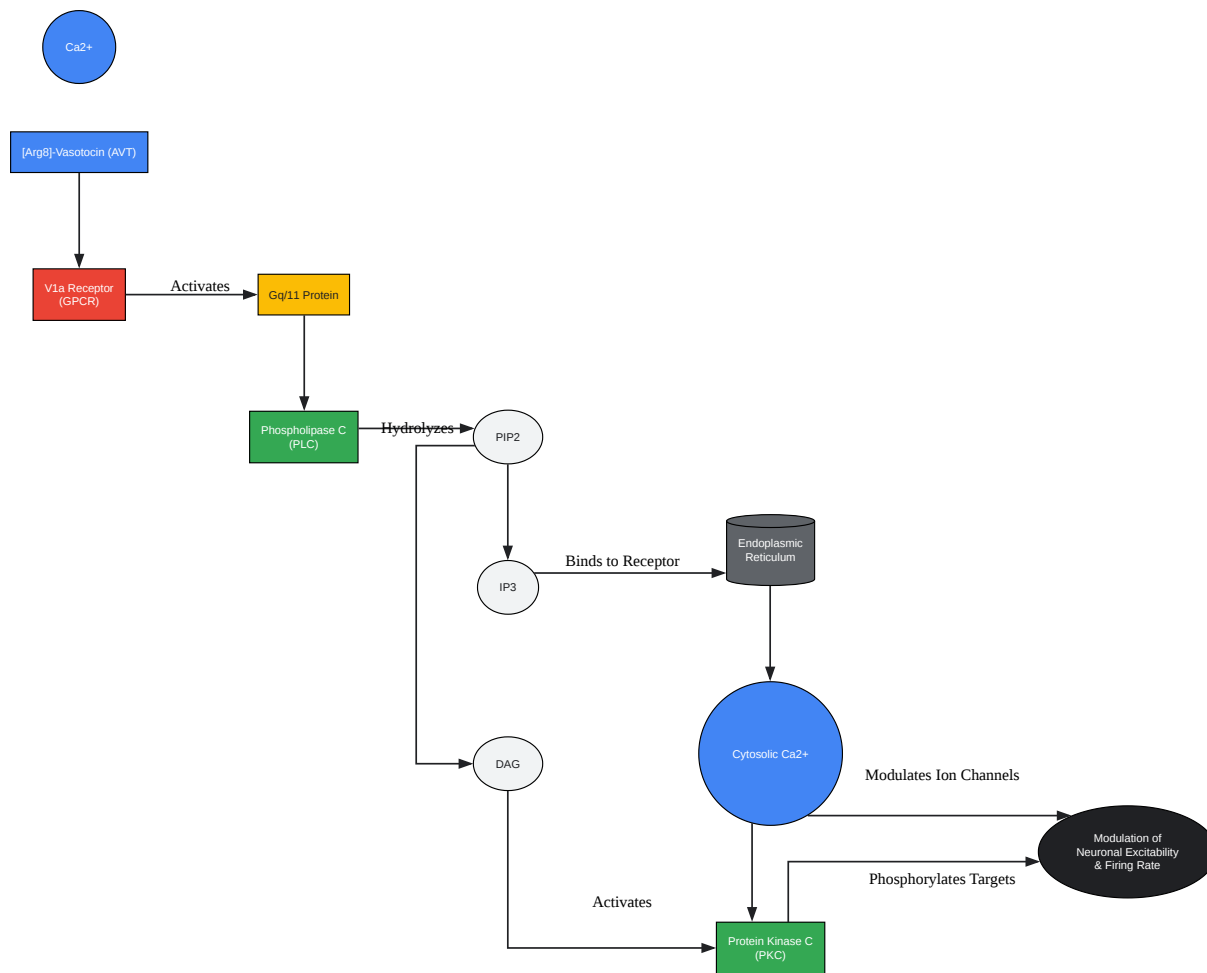 Ca2+
[Arg8]-Vasotocin (AVT)
V1a Receptor
(GPCR)
Activates
Gq/11 Protein
Phospholipase C
(PLC)
Hydrolyzes
PIP2
Endoplasmic
Reticulum
Binds to Receptor
IP3
Cytosolic Ca2+
DAG
Modulates Ion Channels
Modulation of
Neuronal Excitability
& Firing Rate
Phosphorylates Targets
Activates
Protein Kinase C
(PKC)